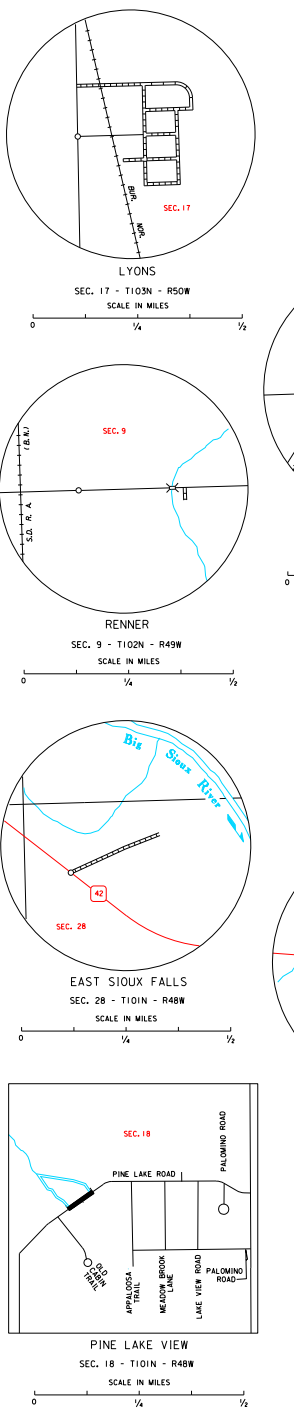 BUR.
NOR.
SEC. 17
LYONS
SEC. 17 - T103N - R50W
SCALE IN MILES
0 1/4 1/2
(B.N.)
SEC. 9
S.D. R. A.
RENNER
SEC. 9 - T102N - R49W
SCALE IN MILES
0 1/4 1/2
0
Big Sioux River
42
SEC. 28
EAST SIOUX FALLS
SEC. 28 - T101N - R48W
SCALE IN MILES
0 1/4 1/2
SEC. 18
PALOMINO ROAD
PINE LAKE ROAD
OLD
CABIN
TRAIL
APPALOOSA
TRAIL
MEADOW BROOK
LANE
LAKE VIEW ROAD
PALOMINO
ROAD
PINE LAKE VIEW
SEC. 18 - T101N - R48W
SCALE IN MILES
0 1/4 1/2